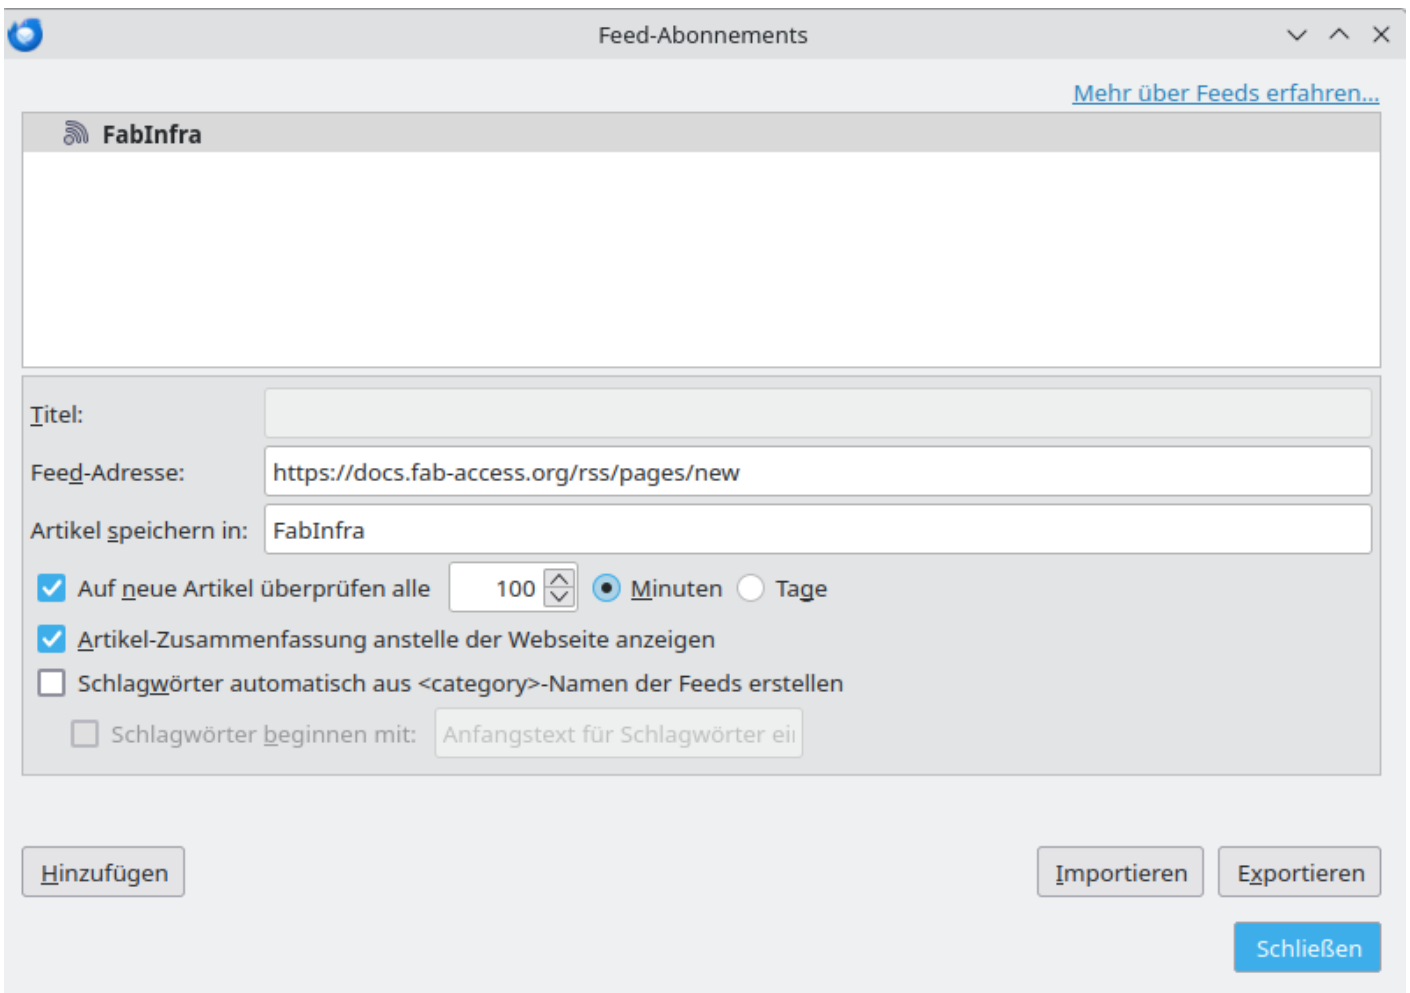 Feed-Abonnements
Mehr über Feeds erfahren...
FabInfra
Titel:
Feed-Adresse: https://docs.fab-access.org/rss/pages/new
Artikel speichern in: FabInfra
Auf neue Artikel überprüfen alle 100 Minuten Tage
Artikel-Zusammenfassung anstelle der Webseite anzeigen
Schlagwörter automatisch aus <category>-Namen der Feeds erstellen
Schlagwörter beginnen mit: Anfangstext für Schlagwörter ein
Hinzufügen Importieren Exportieren
Schließen